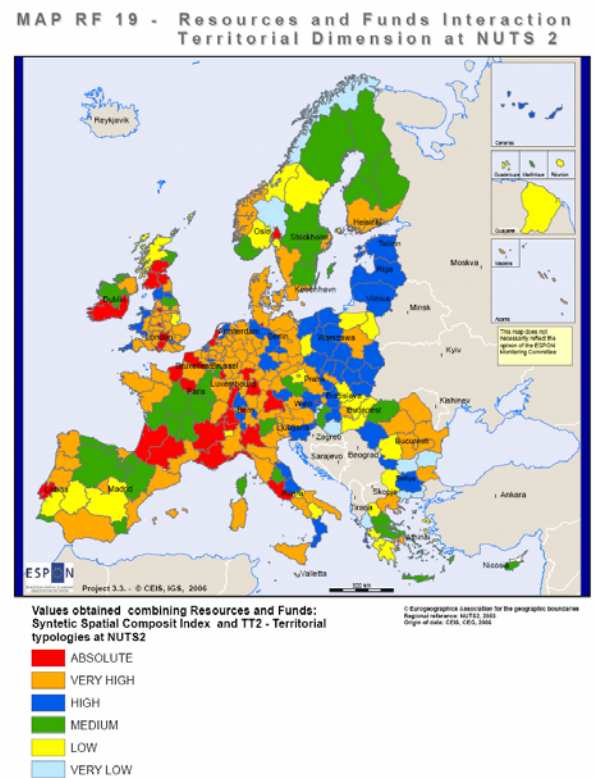 MAP RF 19 - Resources and Funds Interaction
Territorial Dimension at NUTS 2
Reykjavik
Canarias
Guadeloupe
Martinique
Réunion
Guyane
Madeira
Acores
This map does not
necessarily reflect the
opinion of the ESPON
Monitoring Committee
Oslo
Helsinki
Stockholm
Tallinn
Riga
Moskva
København
Vilnius
Minsk
Dublin
London
Amsterdam
Berlin
Warszawa
Kyiv
Bruxelles/Brussel
Luxembourg
Praha
Paris
Wien
Bratislava
Budapest
Kishinev
Bern
Ljubljana
Zagreb
Bucuresti
Sarajevo
Beograd
Lisboa
Madrid
Roma
Sofiya
Skopje
Tirana
Ankara
Athinai
Nicosia
Valletta
ESPON
Project 3.3. - © CEIS, IGS, 2006
500 km
Values obtained combining Resources and Funds:
Syntetic Spatial Composit Index and TT2 - Territorial
typologies at NUTS2
© Eurogeographics Association for the geographic boundaries
Regional reference: NUTS2, 2003
Origin of data: CEIS, CEG, 2006
ABSOLUTE
VERY HIGH
HIGH
MEDIUM
LOW
VERY LOW